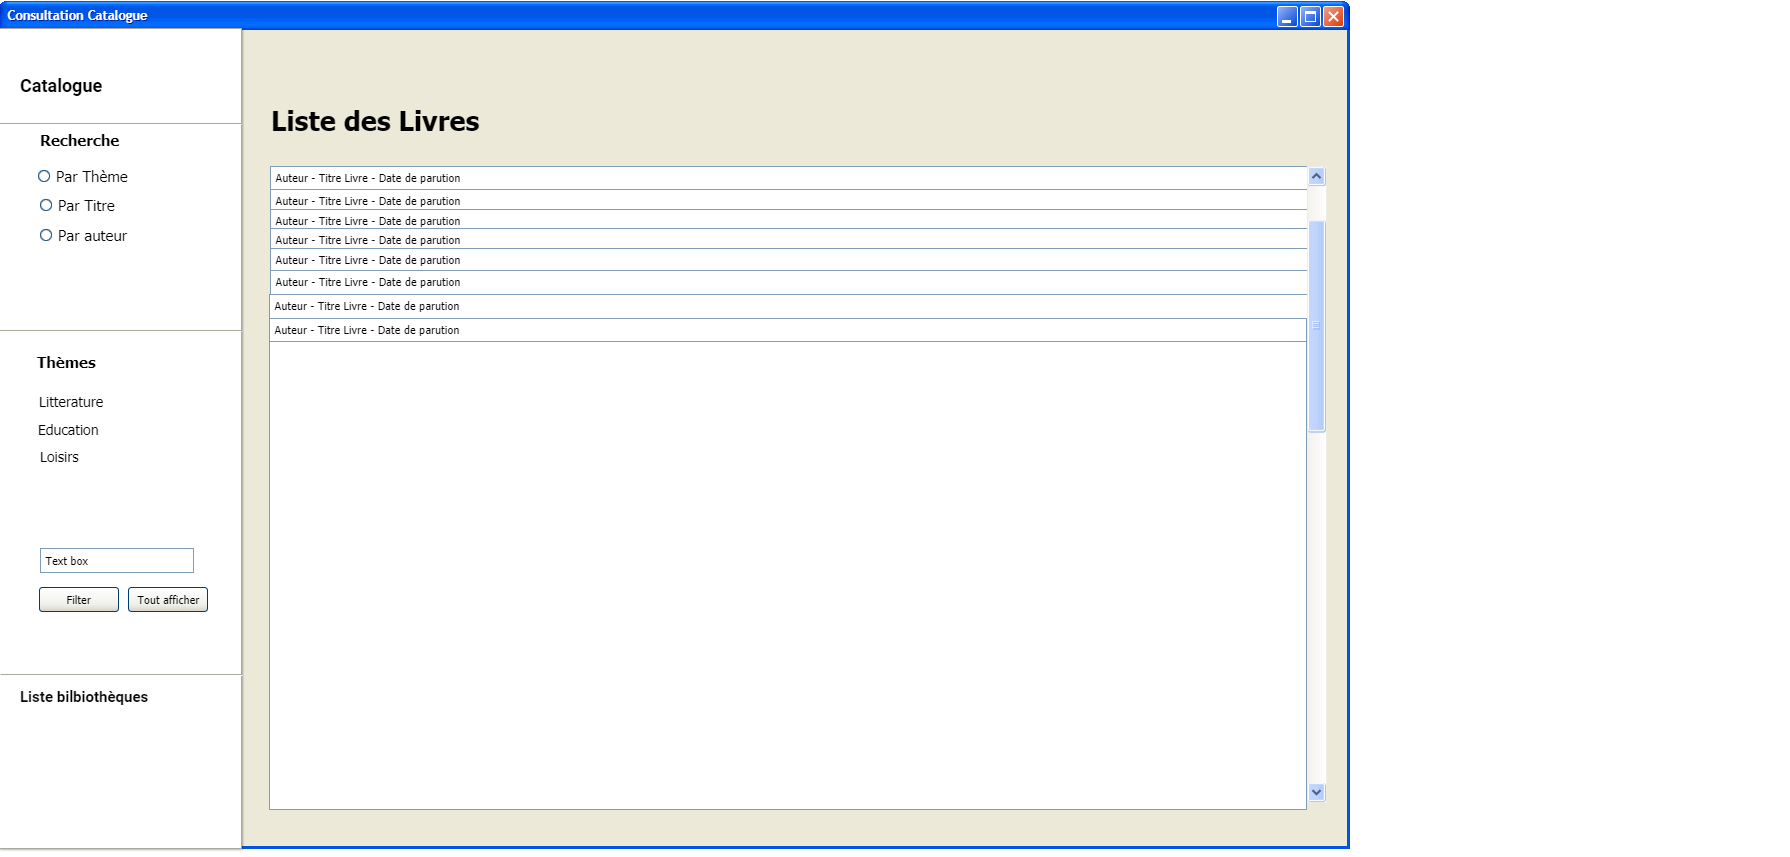 Consultation Catalogue
Catalogue
Recherche
Par Thème
Par Titre
Par auteur
Thèmes
Litterature
Education
Loisirs
Text box
Filter
Tout afficher
Liste bilbiothèques
Liste des Livres
Auteur - Titre Livre - Date de parution
Auteur - Titre Livre - Date de parution
Auteur - Titre Livre - Date de parution
Auteur - Titre Livre - Date de parution
Auteur - Titre Livre - Date de parution
Auteur - Titre Livre - Date de parution
Auteur - Titre Livre - Date de parution
Auteur - Titre Livre - Date de parution